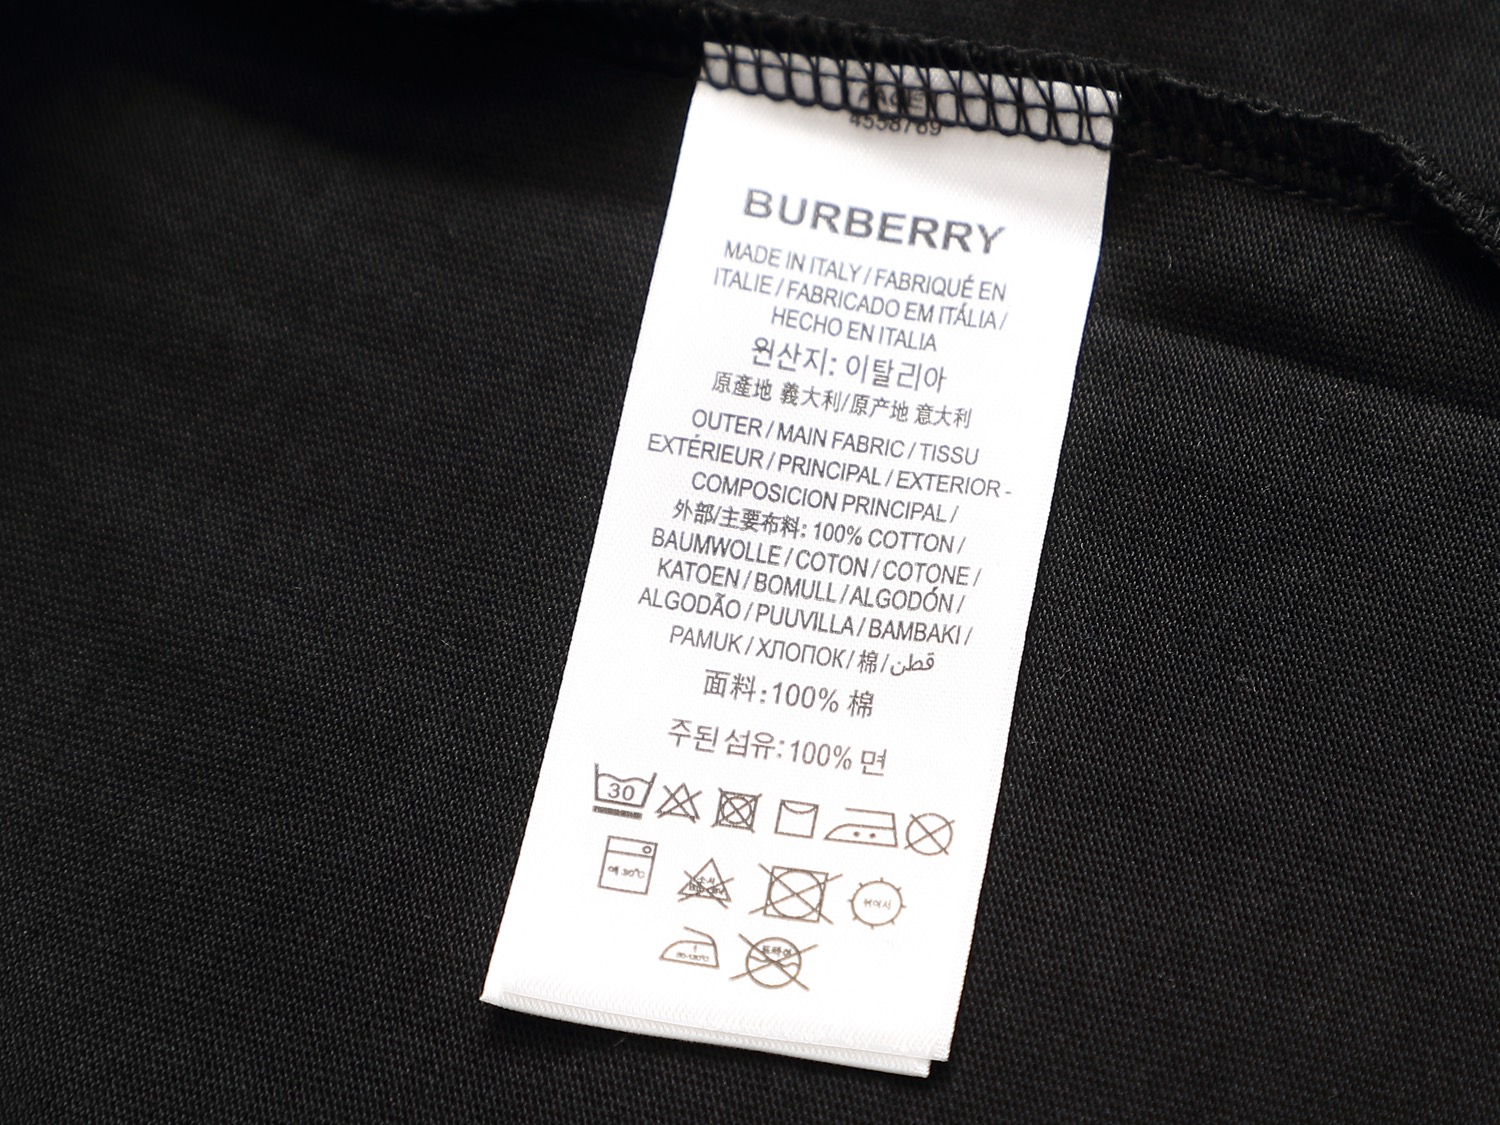 4558769
BURBERRY
MADE IN ITALY / FABRIQUÉ EN
ITALIE / FABRICADO EM ITÁLIA /
HECHO EN ITALIA
원산지: 이탈리아
原產地 義大利/原产地 意大利
OUTER / MAIN FABRIC / TISSU
EXTÉRIEUR / PRINCIPAL / EXTERIOR -
COMPOSICION PRINCIPAL /
外部/主要布料: 100% COTTON /
BAUMWOLLE / COTON / COTONE /
KATOEN / BOMULL / ALGODÓN /
ALGODÃO / PUUVILLA / BAMBAKI /
PAMUK / ХЛОПОК / 棉 / قطن
面料:100% 棉
주된 섬유:100% 면
30